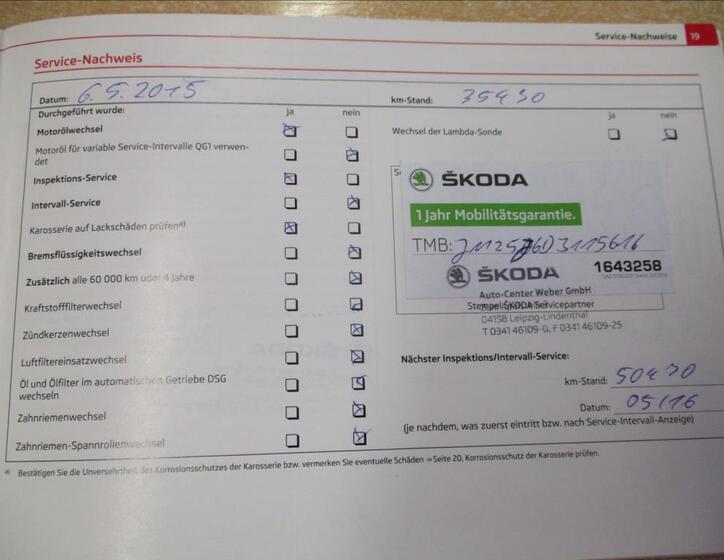 Service-Nachweise 19
Service-Nachweis
Datum: 6.5.2015
km-Stand: 35430
Durchgeführt wurde: ja nein
ja nein
Motorölwechsel
Wechsel der Lambda-Sonde
Motoröl für variable Service-Intervalle QG1 verwen-
det
Inspektions-Service
Intervall-Service
Karosserie auf Lackschäden prüfenᵃ⁾
Bremsflüssigkeitswechsel
Zusätzlich alle 60 000 km oder 4 Jahre
Kraftstofffilterwechsel
Zündkerzenwechsel
Luftfiltereinsatzwechsel
Öl und Ölfilter im automatischen Getriebe DSG
wechseln
Zahnriemenwechsel
Zahnriemen-Spannrollenwechsel
ŠKODA
1 Jahr Mobilitätsgarantie.
TMB:
ŠKODA 1643258
Auto-Center Weber GmbH
Stempel ŠKODA Servicepartner
04158 Leipzig-Lindenthal
T 0341 46109-0, F 0341 46109-25
Nächster Inspektions/Intervall-Service:
km-Stand: 50430
Datum: 05/16
(je nachdem, was zuerst eintritt bzw. nach Service-Intervall-Anzeige)
a) Bestätigen Sie die Unversehrtheit des Korrosionsschutzes der Karosserie bzw. vermerken Sie eventuelle Schäden ⇒ Seite 20, Korrosionsschutz der Karosserie prüfen.